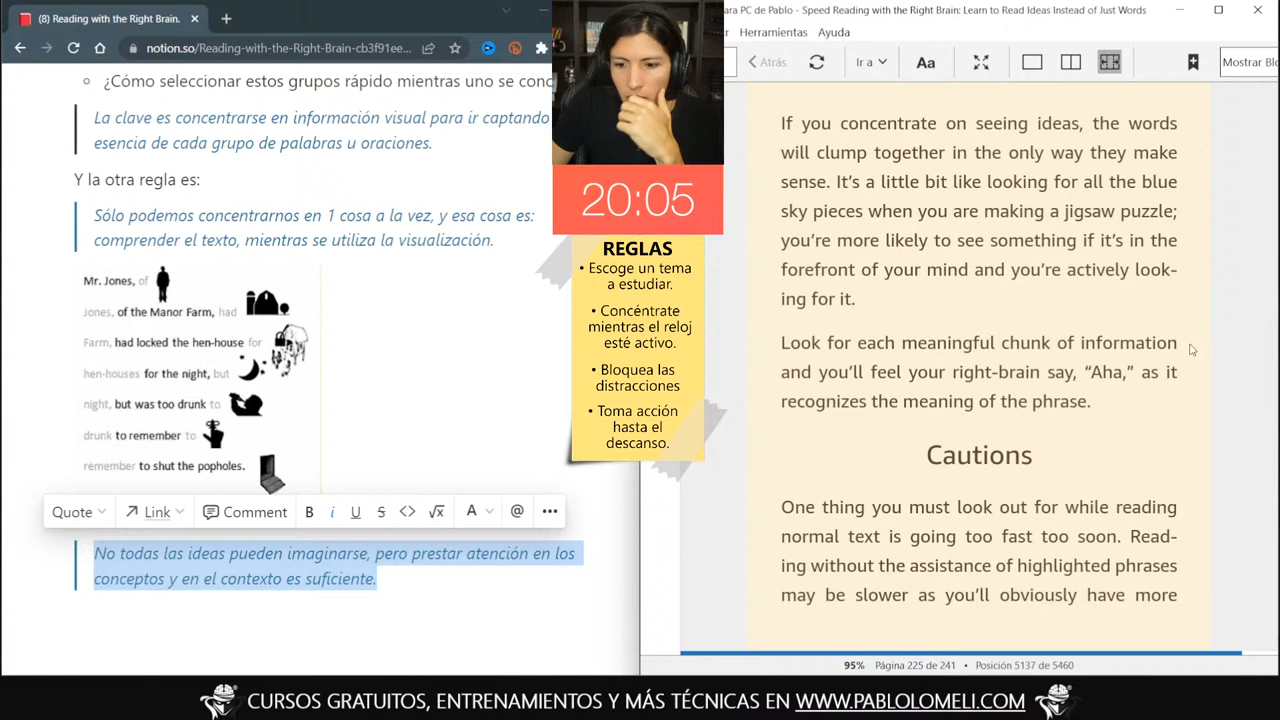 (8) Reading with the Right Brain.
notion.so/Reading-with-the-Right-Brain-cb3f91ee...
¿Cómo seleccionar estos grupos rápido mientras uno se conc
La clave es concentrarse en información visual para ir captando
esencia de cada grupo de palabras u oraciones.
Y la otra regla es:
Sólo podemos concentrarnos en 1 cosa a la vez, y esa cosa es:
comprender el texto, mientras se utiliza la visualización.
Mr. Jones, of
Jones, of the Manor Farm, had
Farm, had locked the hen-house for
hen-houses for the night, but
night, but was too drunk to
drunk to remember to
remember to shut the popholes.
Quote
Link
Comment
B i U S <> √x A @ •••
No todas las ideas pueden imaginarse, pero prestar atención en los
conceptos y en el contexto es suficiente.
20:05
REGLAS
• Escoge un tema
a estudiar.
• Concéntrate
mientras el reloj
esté activo.
• Bloquea las
distracciones
• Toma acción
hasta el
descanso.
ara PC de Pablo - Speed Reading with the Right Brain: Learn to Read Ideas Instead of Just Words
Herramientas Ayuda
Atrás
Ir a
Aa
Mostrar Blo
If you concentrate on seeing ideas, the words
will clump together in the only way they make
sense. It’s a little bit like looking for all the blue
sky pieces when you are making a jigsaw puzzle;
you’re more likely to see something if it’s in the
forefront of your mind and you’re actively look-
ing for it.
Look for each meaningful chunk of information
and you’ll feel your right-brain say, “Aha,” as it
recognizes the meaning of the phrase.
Cautions
One thing you must look out for while reading
normal text is going too fast too soon. Read-
ing without the assistance of highlighted phrases
may be slower as you’ll obviously have more
95% Página 225 de 241 • Posición 5137 de 5460
CURSOS GRATUITOS, ENTRENAMIENTOS Y MÁS TÉCNICAS EN WWW.PABLOLOMELI.COM